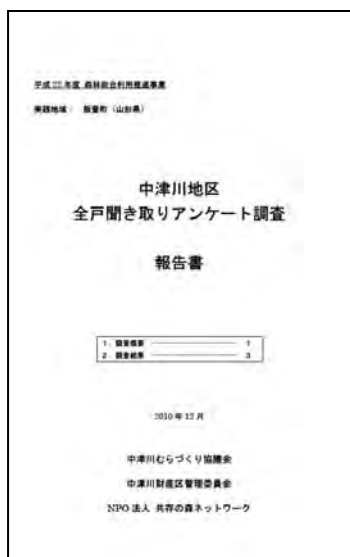 平成22年度 森林総合利用推進事業
実践地域： 飯豊町（山形県）
中津川地区
全戸聞き取りアンケート調査
報告書
1．調査概要 1
2．調査結果 3
2010年12月
中津川むらづくり協議会
中津川財産区管理委員会
NPO法人 共存の森ネットワーク